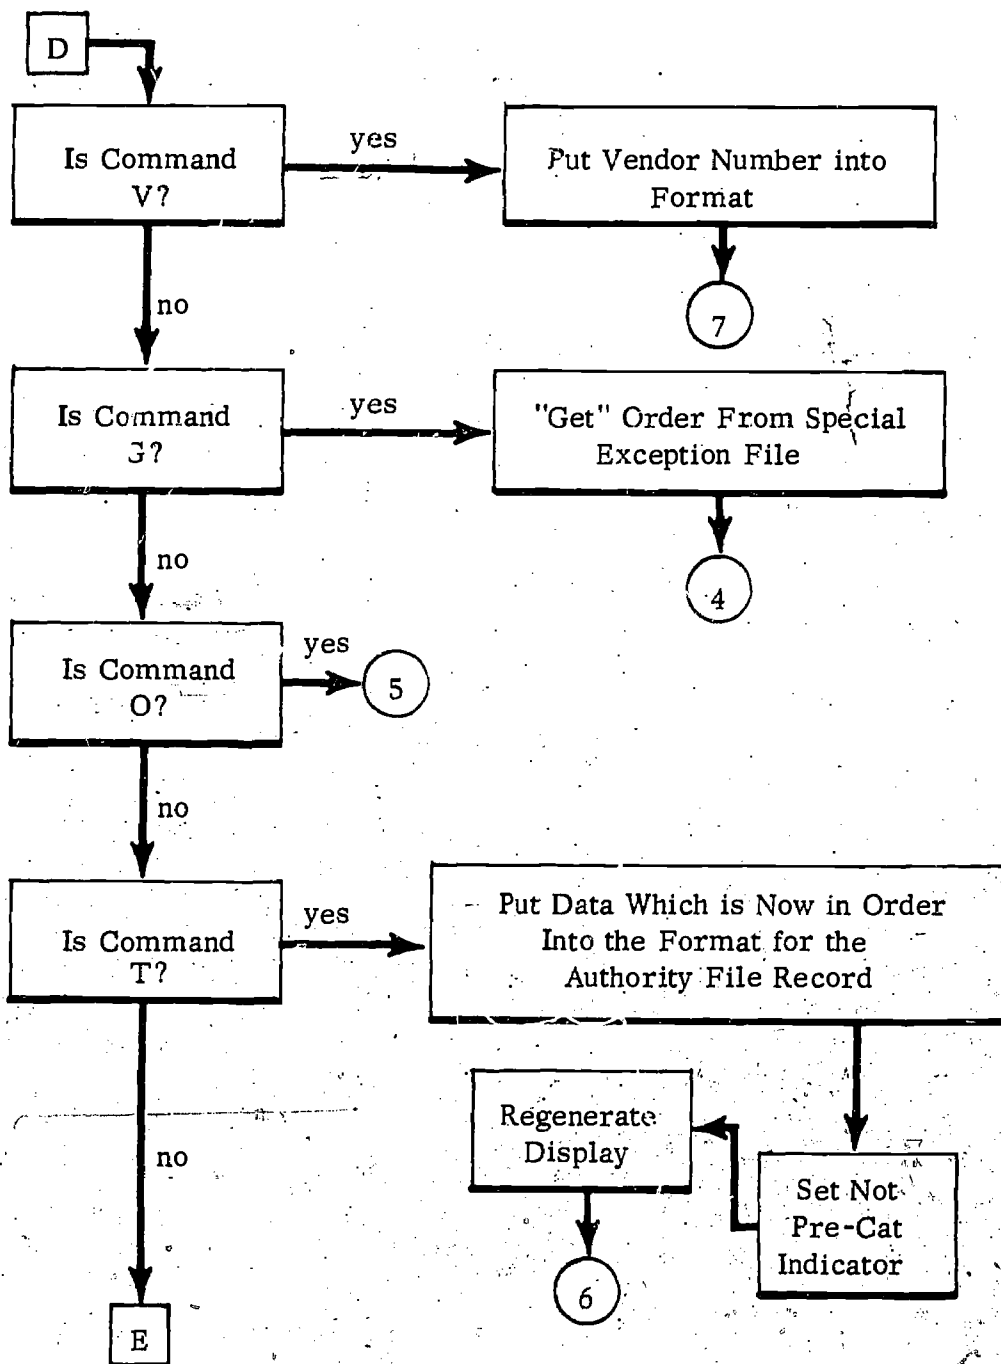 D
Is Command
V?
yes
Put Vendor Number into
Format
no
7
Is Command
G?
yes
"Get" Order From Special
Exception File
no
4
Is Command
O?
yes
5
no
Is Command
T?
yes
Put Data Which is Now in Order
Into the Format for the
Authority File Record
no
Regenerate
Display
Set Not
Pre-Cat
Indicator
6
E